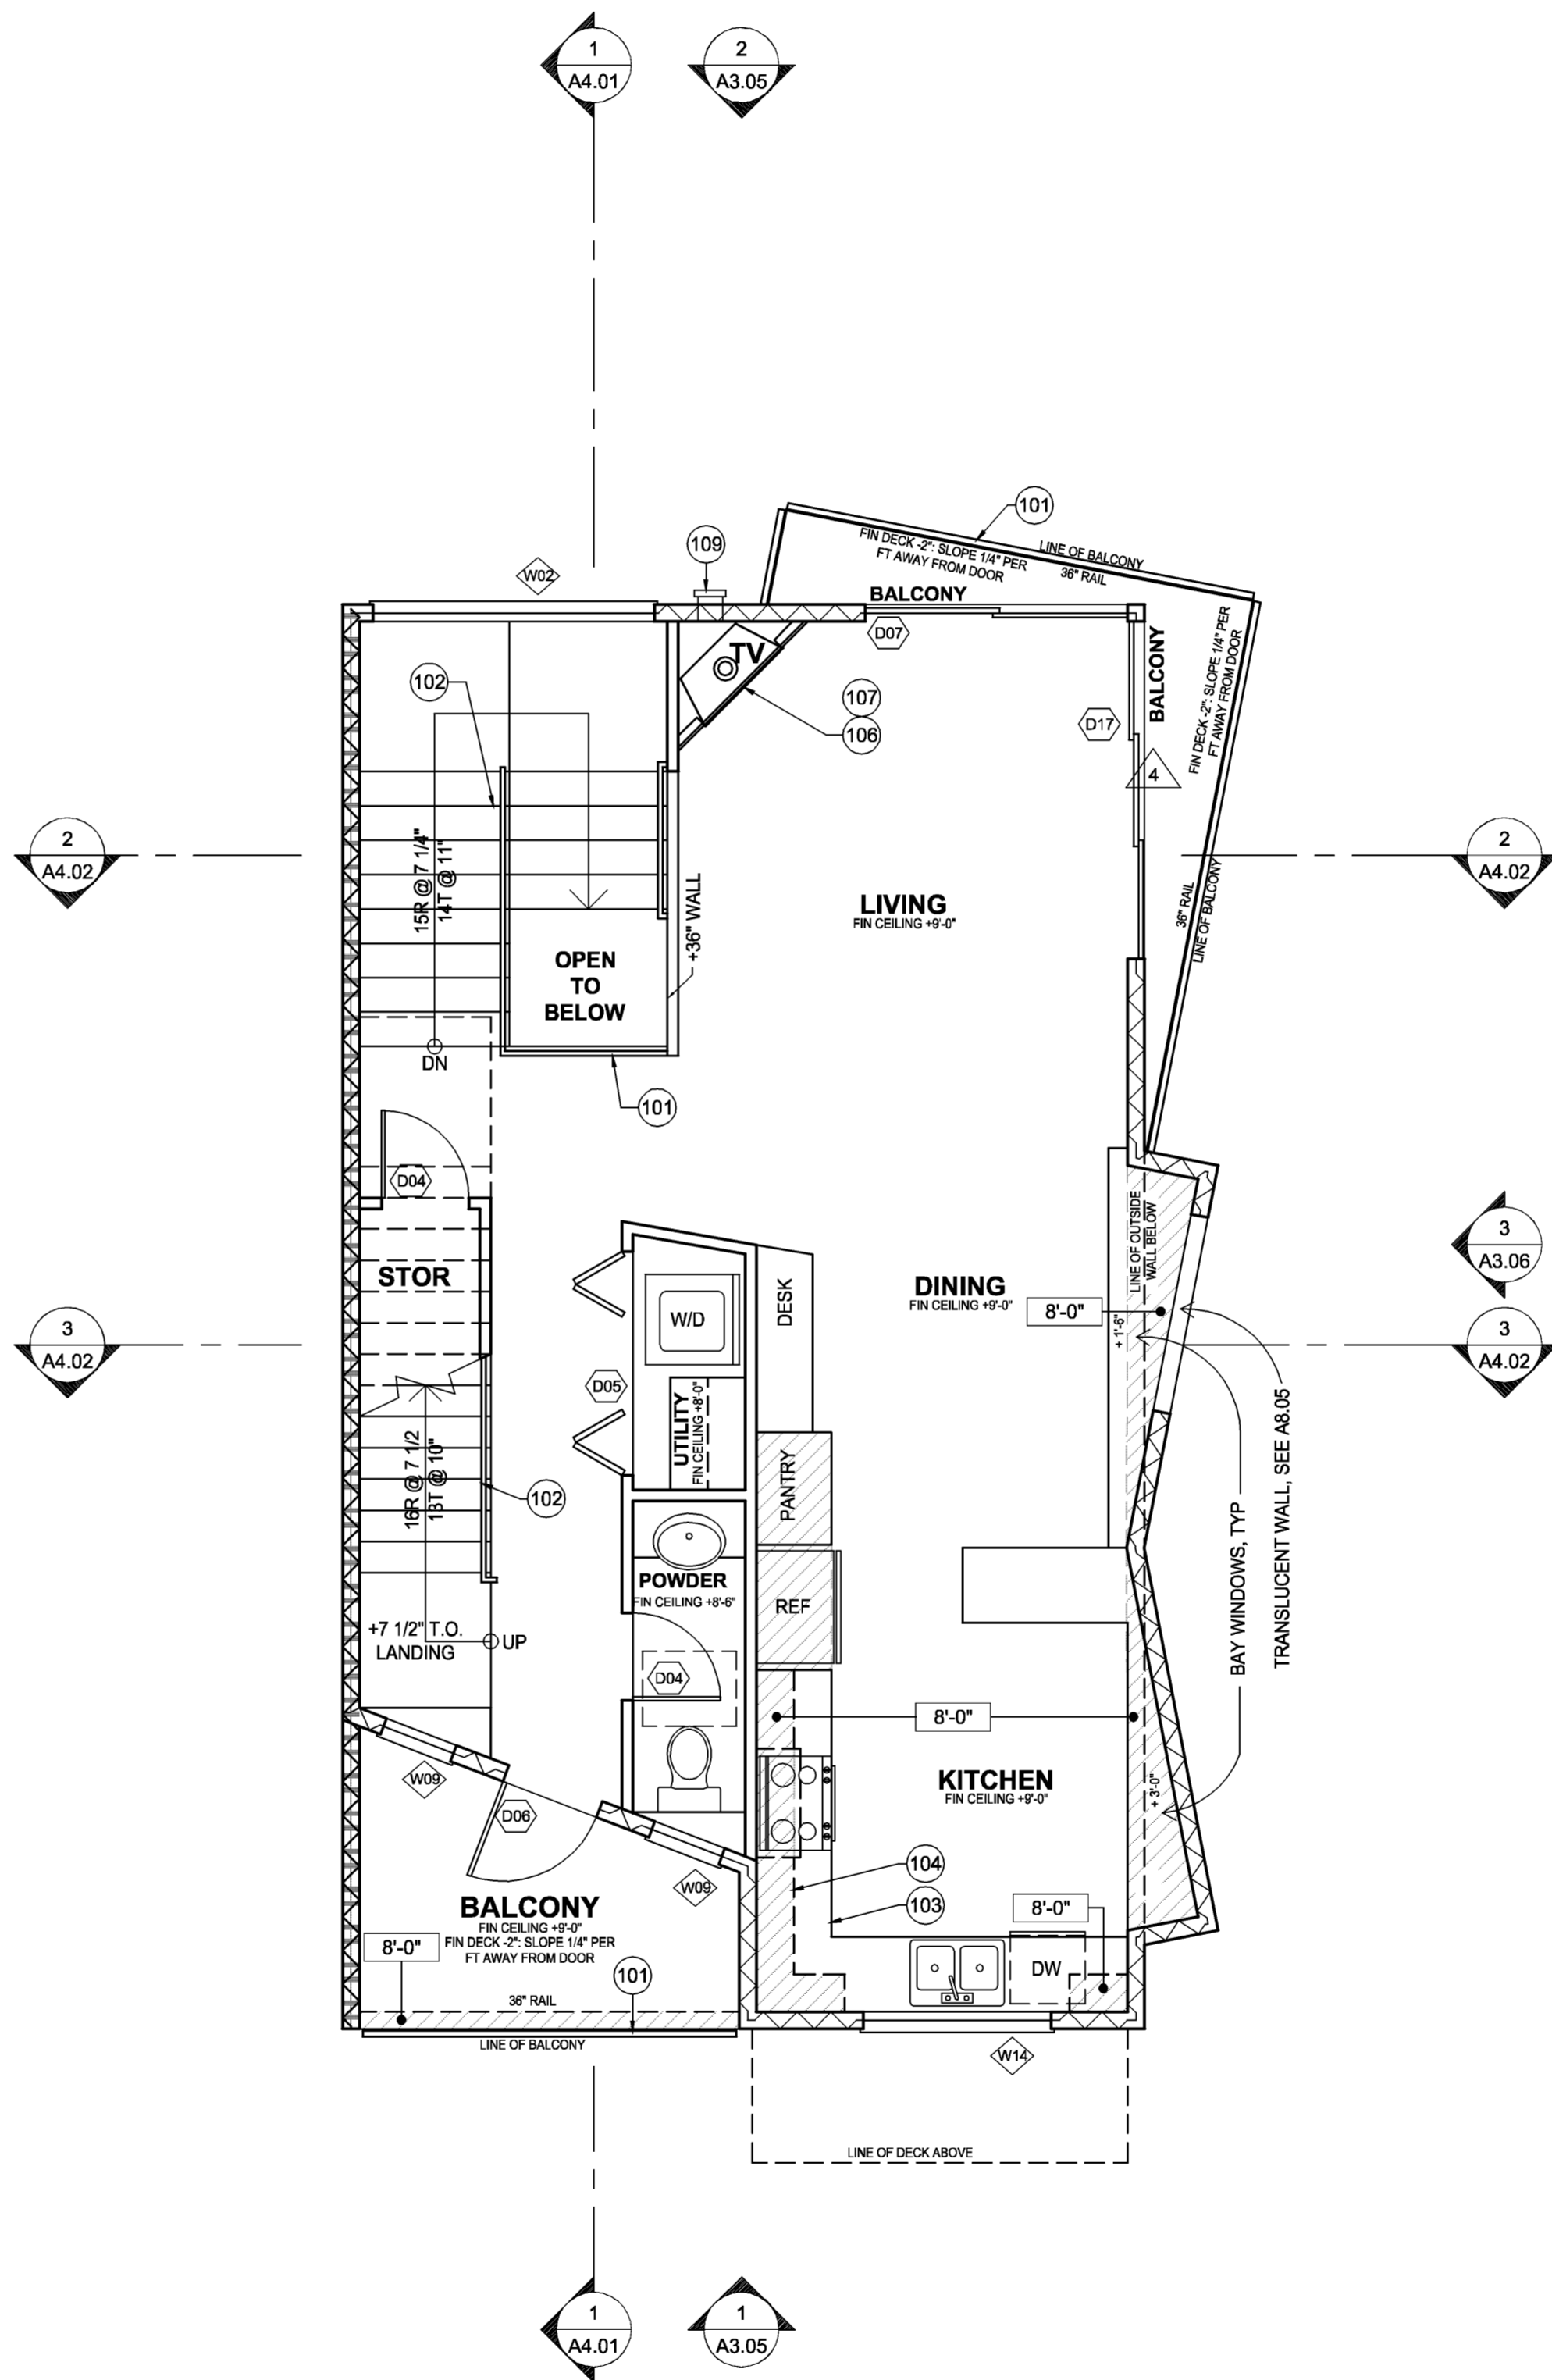 1
A4.01
2
A3.05
101
FIN DECK -2": SLOPE 1/4" PER
FT AWAY FROM DOOR
LINE OF BALCONY
36" RAIL
109
W02
BALCONY
D07
TV
BALCONY
FIN DECK -2": SLOPE 1/4" PER
FT AWAY FROM DOOR
102
107
106
D17
4
2
A4.02
2
A4.02
15R @ 7 1/4"
14T @ 11"
+36" WALL
LIVING
FIN CEILING +9'-0"
36" RAIL
LINE OF BALCONY
OPEN
TO
BELOW
DN
101
D04
LINE OF OUTSIDE
WALL BELOW
3
A3.06
STOR
W/D
DESK
DINING
FIN CEILING +9'-0"
8'-0"
+ 1'-6"
3
A4.02
3
A4.02
D05
UTILITY
FIN CEILING +8'-0"
16R @ 7 1/2
13T @ 10"
102
PANTRY
BAY WINDOWS, TYP
TRANSLUCENT WALL, SEE A8.05
POWDER
FIN CEILING +8'-6"
REF
+7 1/2" T.O.
LANDING
UP
D04
8'-0"
W09
KITCHEN
FIN CEILING +9'-0"
+ 3'-0"
D06
104
W09
103
BALCONY
FIN CEILING +9'-0"
FIN DECK -2": SLOPE 1/4" PER
FT AWAY FROM DOOR
8'-0"
8'-0"
101
DW
36" RAIL
LINE OF BALCONY
W14
LINE OF DECK ABOVE
1
A4.01
1
A3.05